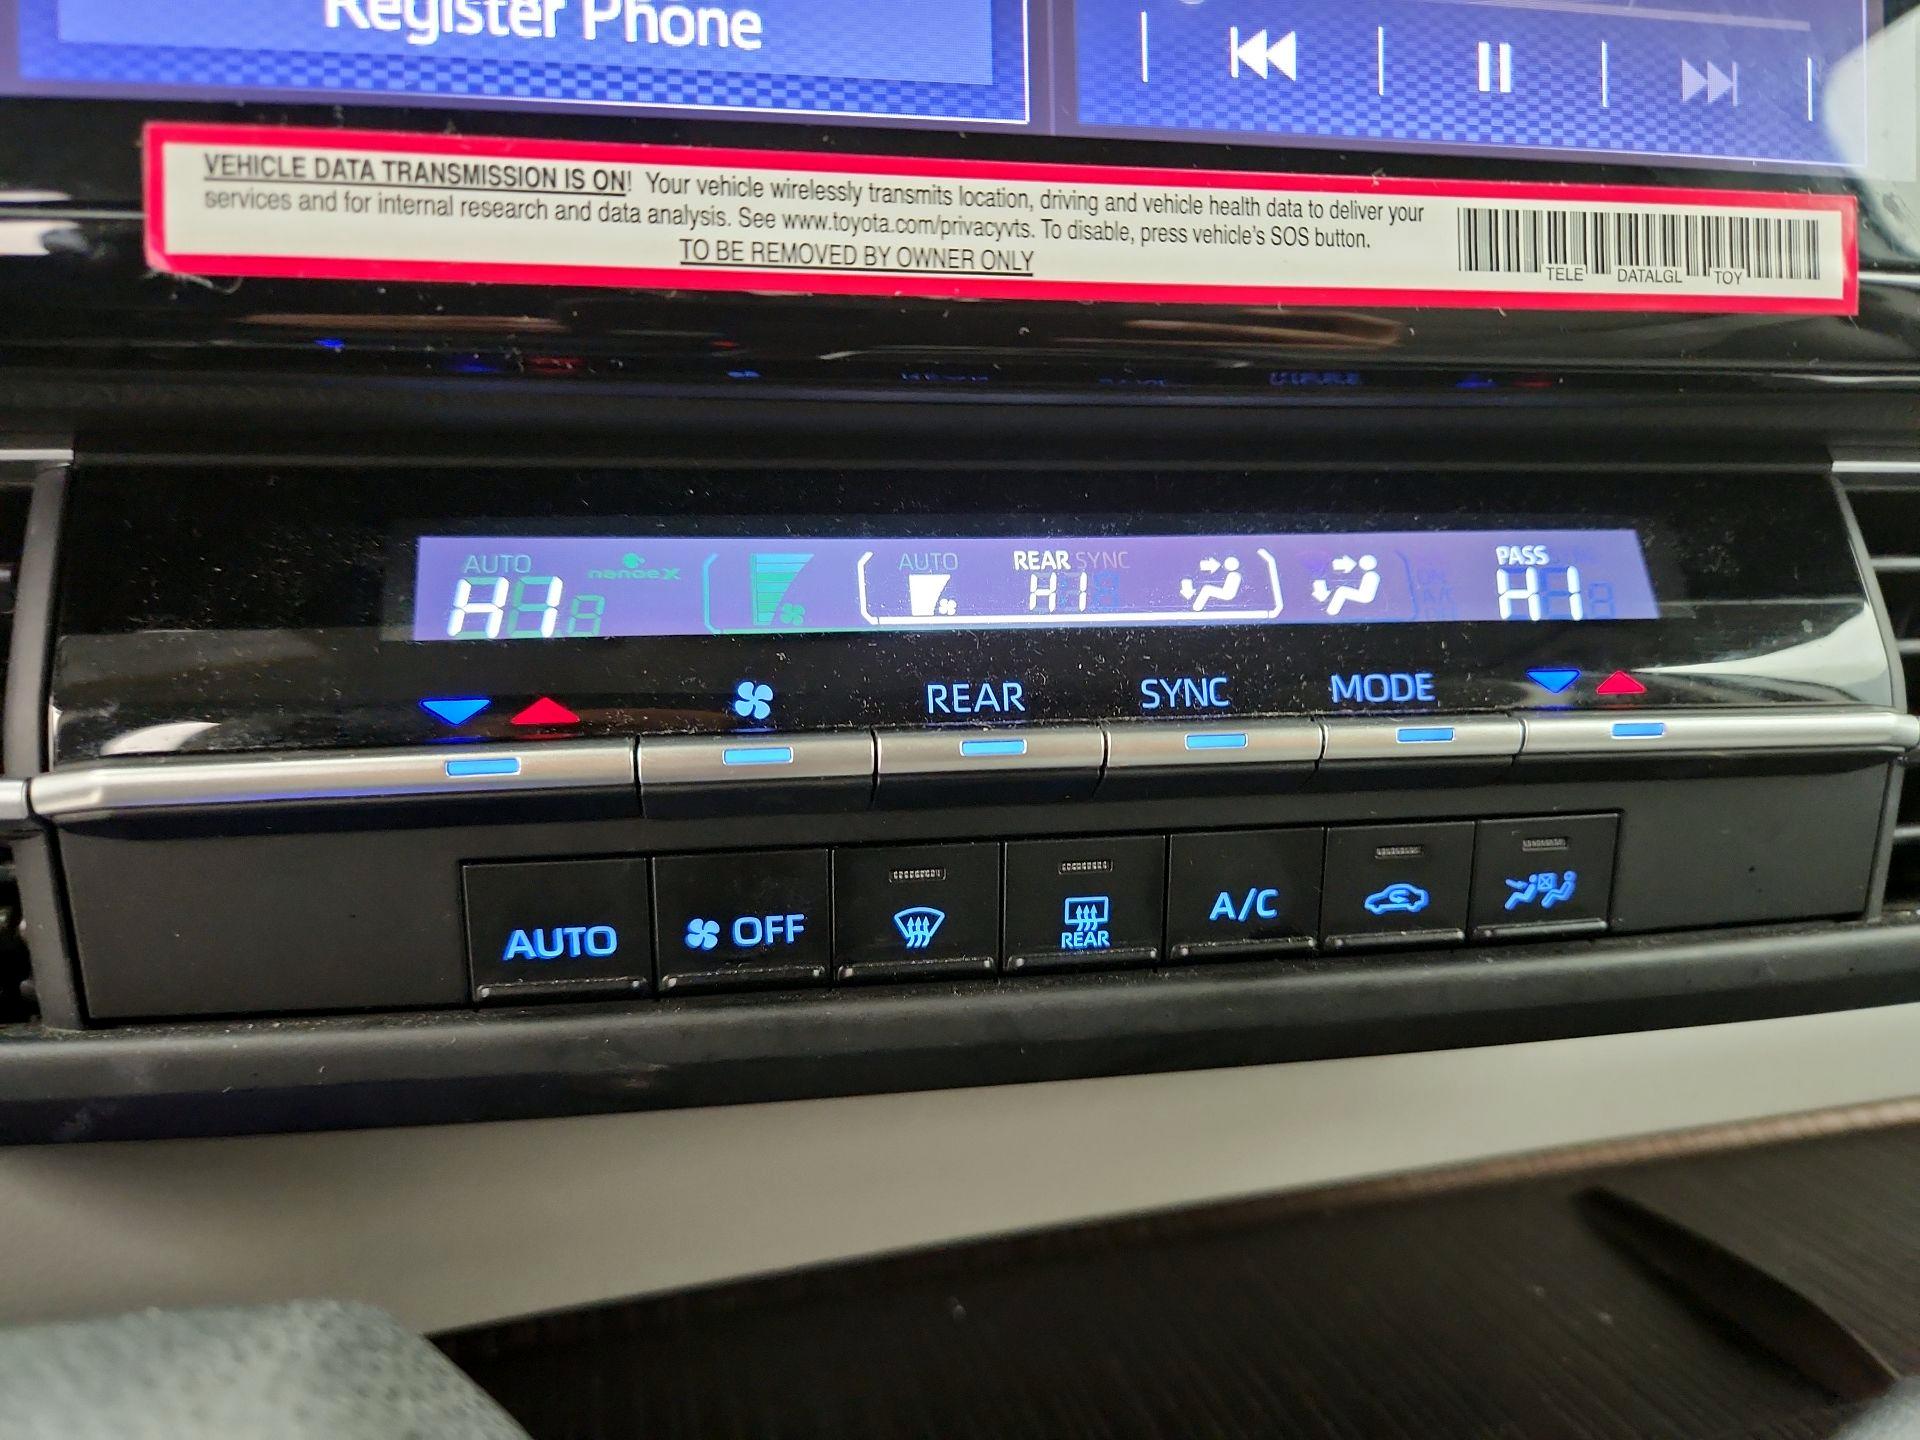 Register Phone
VEHICLE DATA TRANSMISSION IS ON! Your vehicle wirelessly transmits location, driving and vehicle health data to deliver your
services and for internal research and data analysis. See www.toyota.com/privacyvts. To disable, press vehicle's SOS button.
TO BE REMOVED BY OWNER ONLY
TELE DATALGL TOY
AUTO nanoeX AUTO REAR SYNC PASS
HI HI HI
REAR SYNC MODE
AUTO OFF REAR A/C